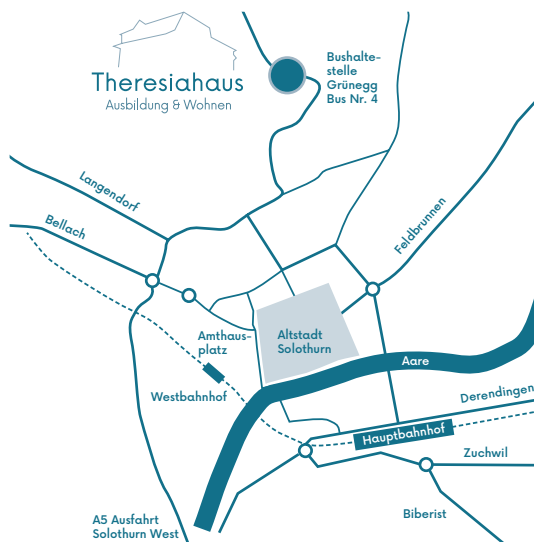 Theresiahaus
Ausbildung & Wohnen
Bushalte-
stelle
Grünegg
Bus Nr. 4
Langendorf
Bellach
Feldbrunnen
Amthaus-
platz
Altstadt
Solothurn
Aare
Westbahnhof
Derendingen
Hauptbahnhof
Zuchwil
Biberist
A5 Ausfahrt
Solothurn West